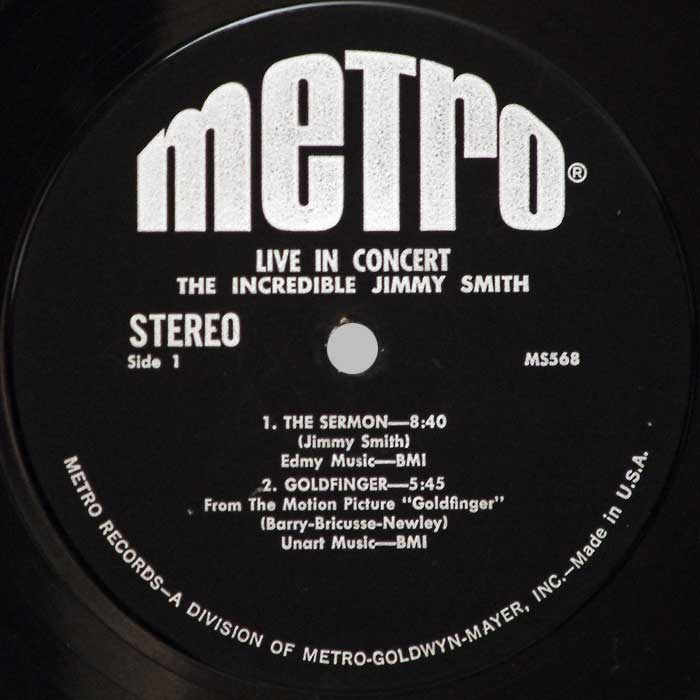 metro®
LIVE IN CONCERT
THE INCREDIBLE JIMMY SMITH
STEREO
Side 1
MS568
1. THE SERMON—8:40
(Jimmy Smith)
Edmy Music—BMI
2. GOLDFINGER—5:45
From The Motion Picture "Goldfinger"
(Barry-Bricusse-Newley)
Unart Music—BMI
METRO RECORDS—A DIVISION OF METRO-GOLDWYN-MAYER, INC.—Made in U.S.A.